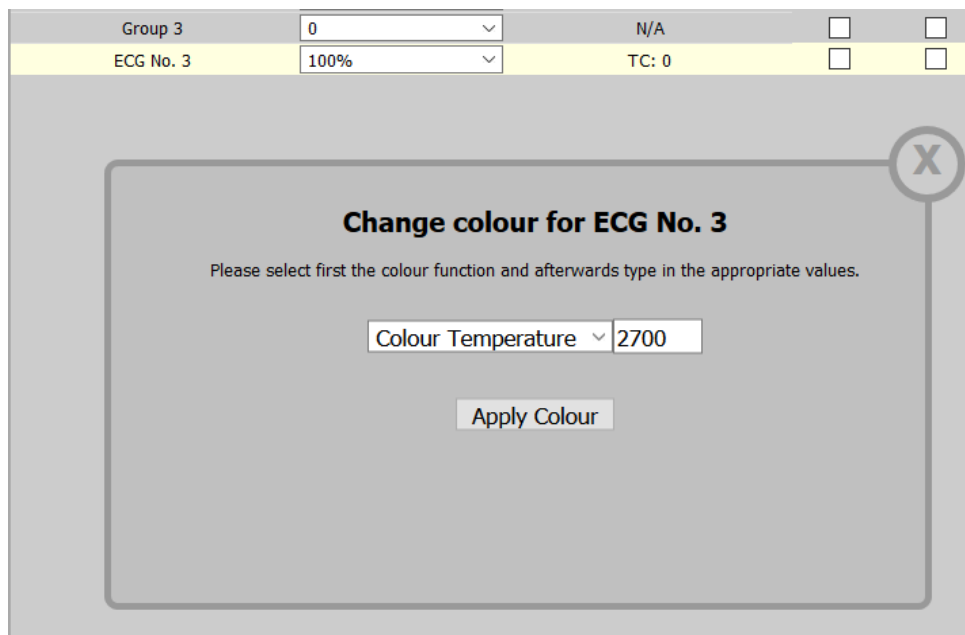 Group 3 0 N/A
ECG No. 3 100% TC: 0
X
Change colour for ECG No. 3
Please select first the colour function and afterwards type in the appropriate values.
Colour Temperature 2700
Apply Colour